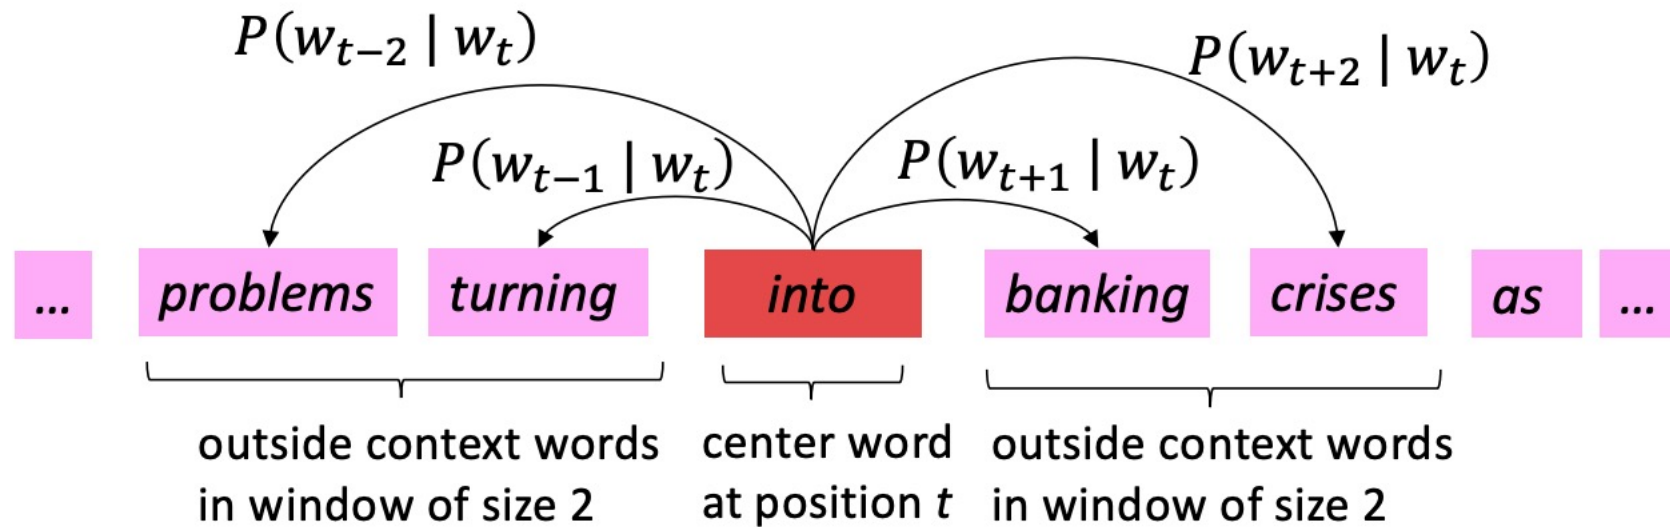 P(w_{t−2} | w_t)
P(w_{t+2} | w_t)
P(w_{t−1} | w_t)
P(w_{t+1} | w_t)
... problems turning into banking crises as ...
outside context words
in window of size 2
center word
at position t
outside context words
in window of size 2